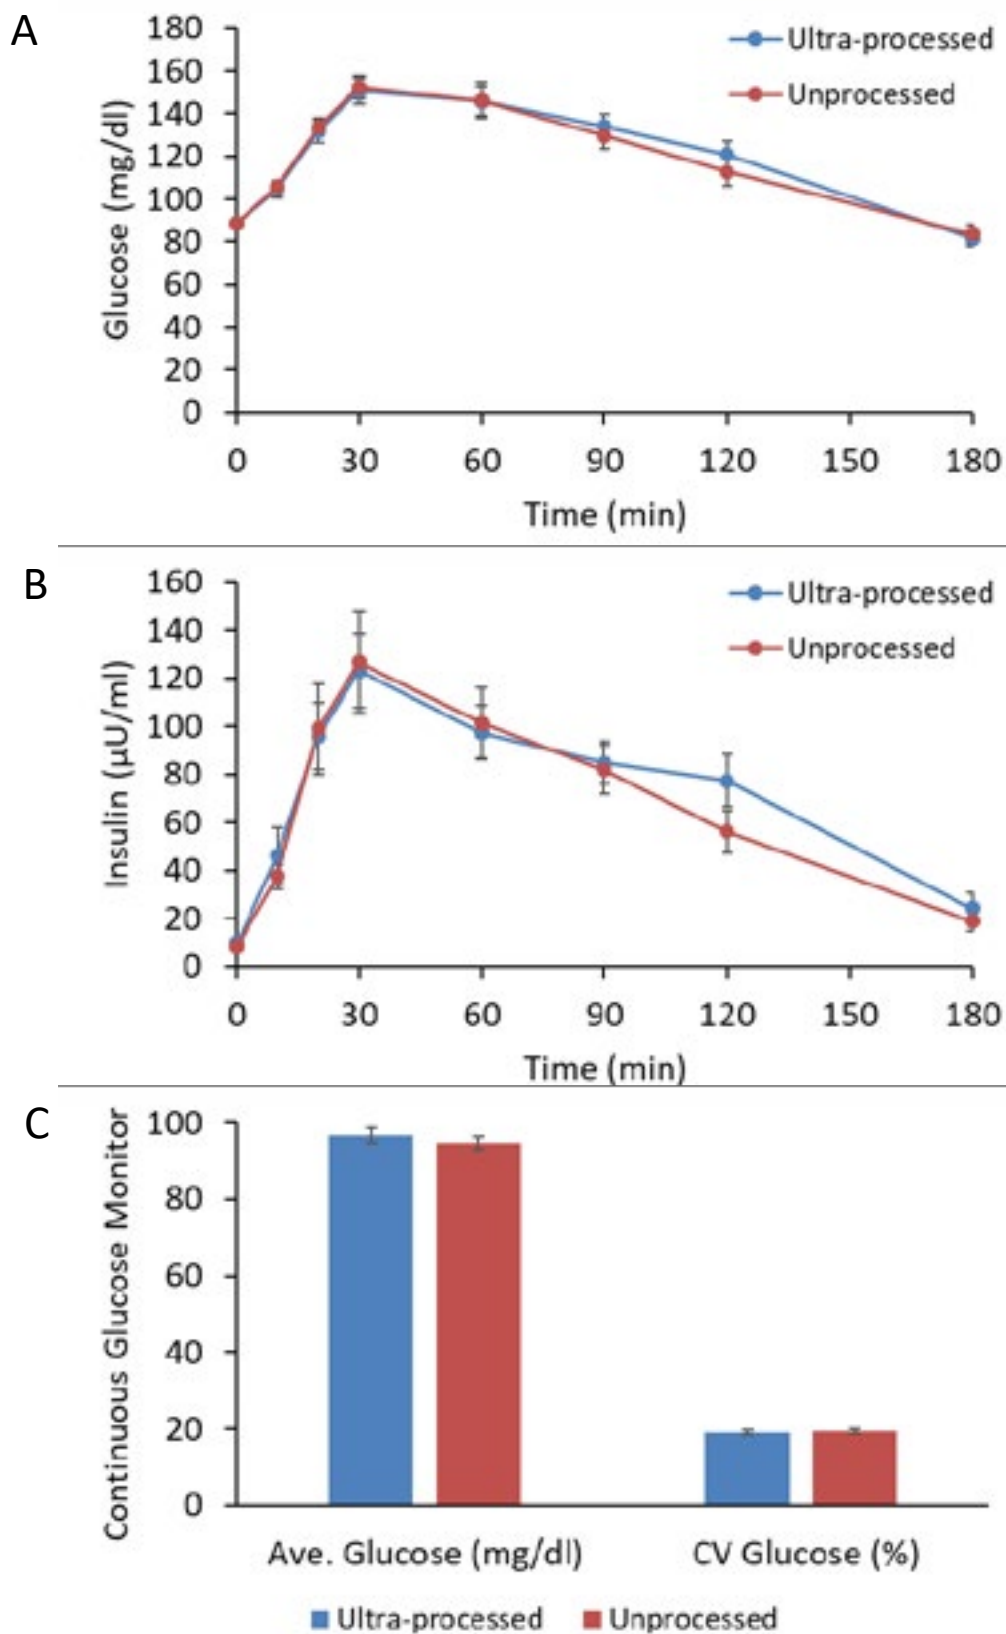 A
180
160
140
120
100
80
60
40
20
0
Glucose (mg/dl)
Ultra-processed
Unprocessed
0 30 60 90 120 150 180
Time (min)
B
160
140
120
100
80
60
40
20
0
Insulin (µU/ml)
Ultra-processed
Unprocessed
0 30 60 90 120 150 180
Time (min)
C
100
80
60
40
20
0
Continuous Glucose Monitor
Ave. Glucose (mg/dl) CV Glucose (%)
Ultra-processed Unprocessed